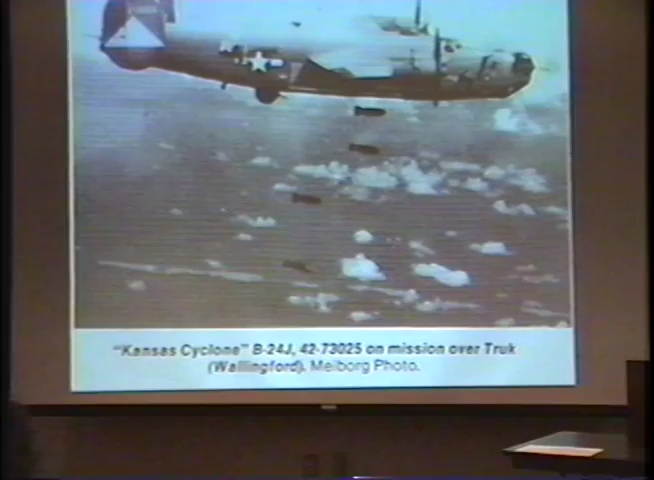 "Kansas Cyclone" B-24J, 42-73025 on mission over Truk
(Wallingford). Meiborg Photo.